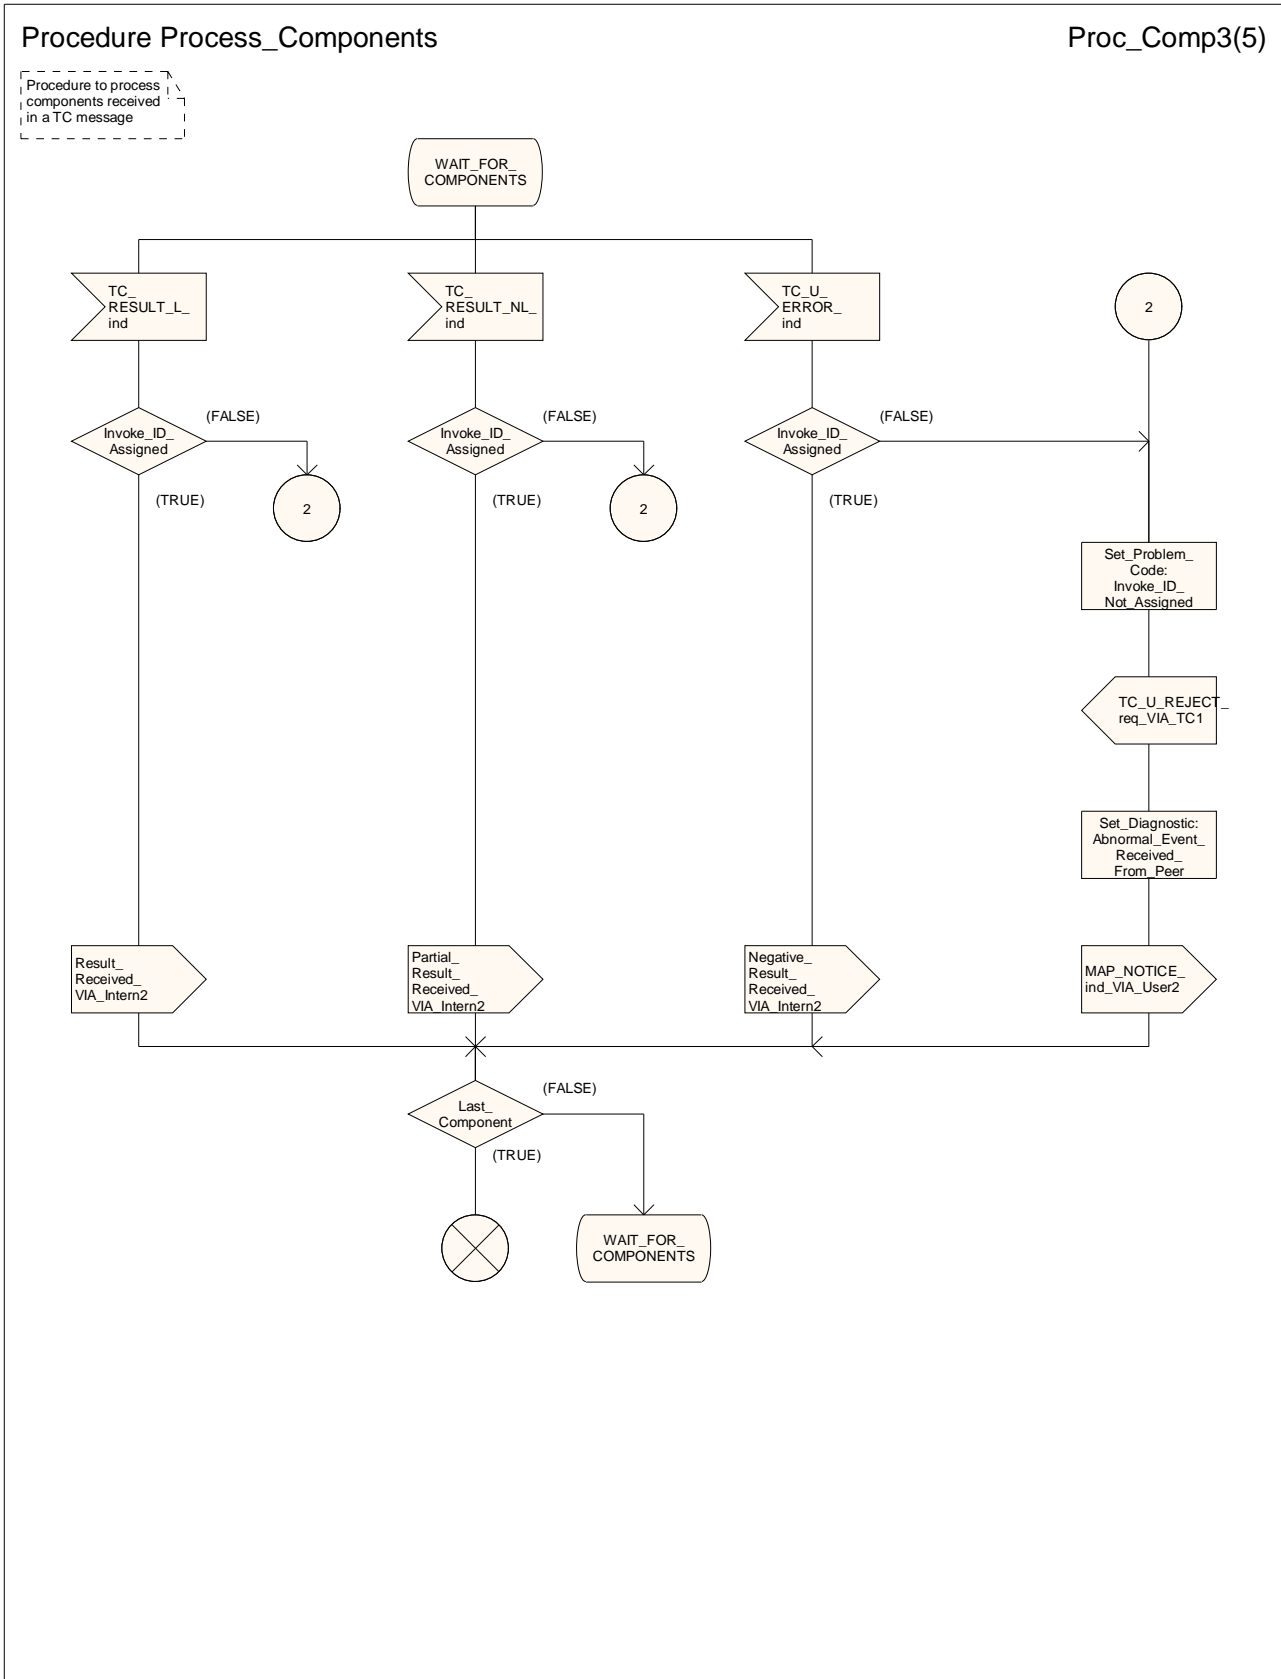 Procedure Process_Components
Proc_Comp3(5)
Procedure to process
components received
in a TC message
WAIT_FOR_
COMPONENTS
TC_
RESULT_L_
ind
TC_
RESULT_NL_
ind
TC_U_
ERROR_
ind
2
Invoke_ID_
Assigned
(FALSE)
(TRUE)
2
Invoke_ID_
Assigned
(FALSE)
(TRUE)
2
Invoke_ID_
Assigned
(FALSE)
(TRUE)
Set_Problem_
Code:
Invoke_ID_
Not_Assigned
TC_U_REJECT_
req_VIA_TC1
Set_Diagnostic:
Abnormal_Event_
Received_
From_Peer
Result_
Received_
VIA_Intern2
Partial_
Result_
Received_
VIA_Intern2
Negative_
Result_
Received_
VIA_Intern2
MAP_NOTICE_
ind_VIA_User2
Last_
Component
(FALSE)
(TRUE)
WAIT_FOR_
COMPONENTS